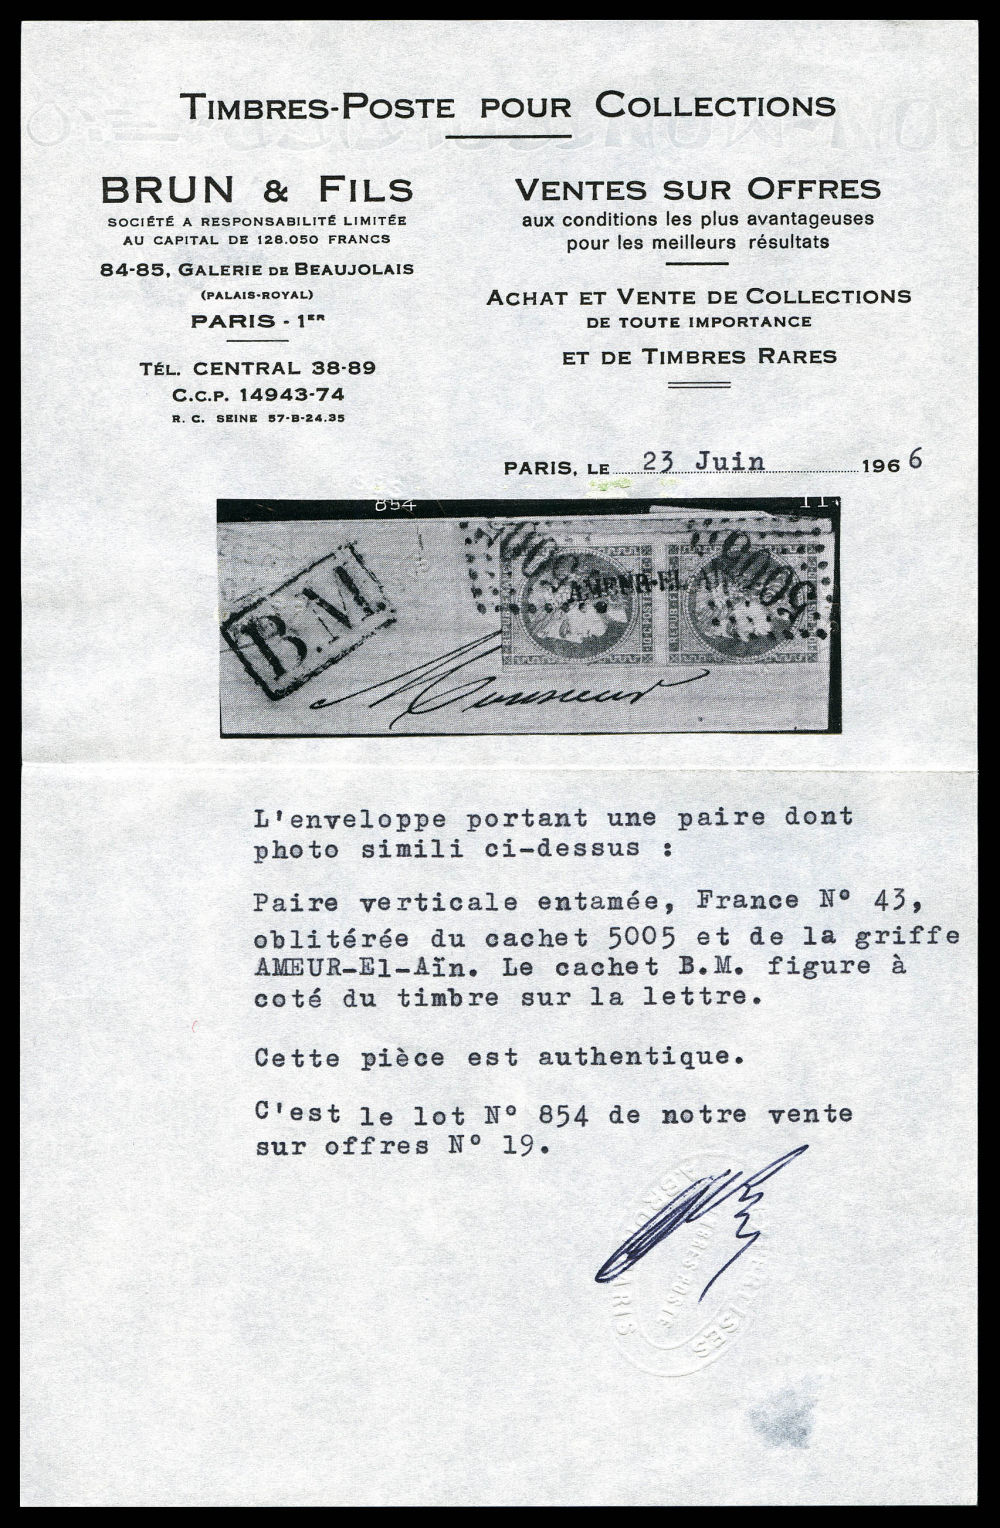 TIMBRES-POSTE POUR COLLECTIONS
BRUN & FILS
SOCIÉTÉ A RESPONSABILITÉ LIMITÉE
AU CAPITAL DE 128.050 FRANCS
84-85, GALERIE DE BEAUJOLAIS
(PALAIS-ROYAL)
PARIS - 1ER
TÉL. CENTRAL 38-89
C.C.P. 14943-74
R. C. SEINE 57-B-24.35
VENTES SUR OFFRES
aux conditions les plus avantageuses
pour les meilleurs résultats
ACHAT ET VENTE DE COLLECTIONS
DE TOUTE IMPORTANCE
ET DE TIMBRES RARES
PARIS, LE 23 Juin 1966
854
B.M.
5005
5005
AMEUR-EL-AIN
Monsieur
L'enveloppe portant une paire dont
photo simili ci-dessus :
Paire verticale entamée, France N° 43,
oblitérée du cachet 5005 et de la griffe
AMEUR-El-Aïn. Le cachet B.M. figure à
coté du timbre sur la lettre.
Cette pièce est authentique.
C'est le lot N° 854 de notre vente
sur offres N° 19.